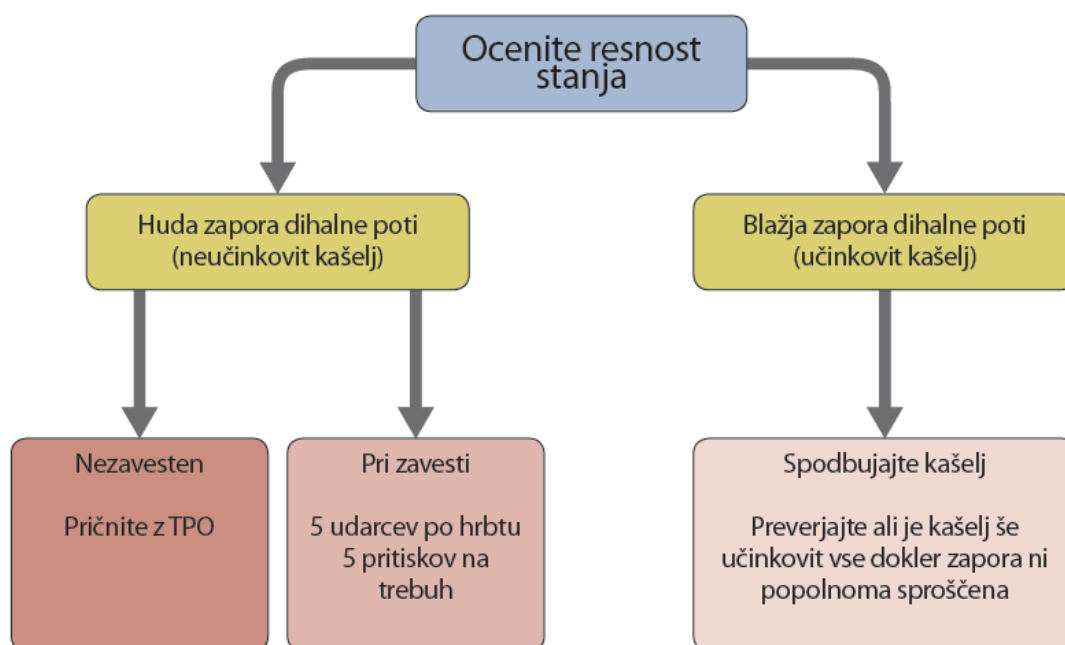 Ocenite resnost
stanja
Huda zapora dihalne poti
(neučinkovit kašelj)
Blažja zapora dihalne poti
(učinkovit kašelj)
Nezavesten
Pričnite z TPO
Pri zavesti
5 udarcev po hrbtu
5 pritiskov na
trebuh
Spodbujajte kašelj
Preverjajte ali je kašelj še
učinkovit vse dokler zapora ni
popolnoma sproščena